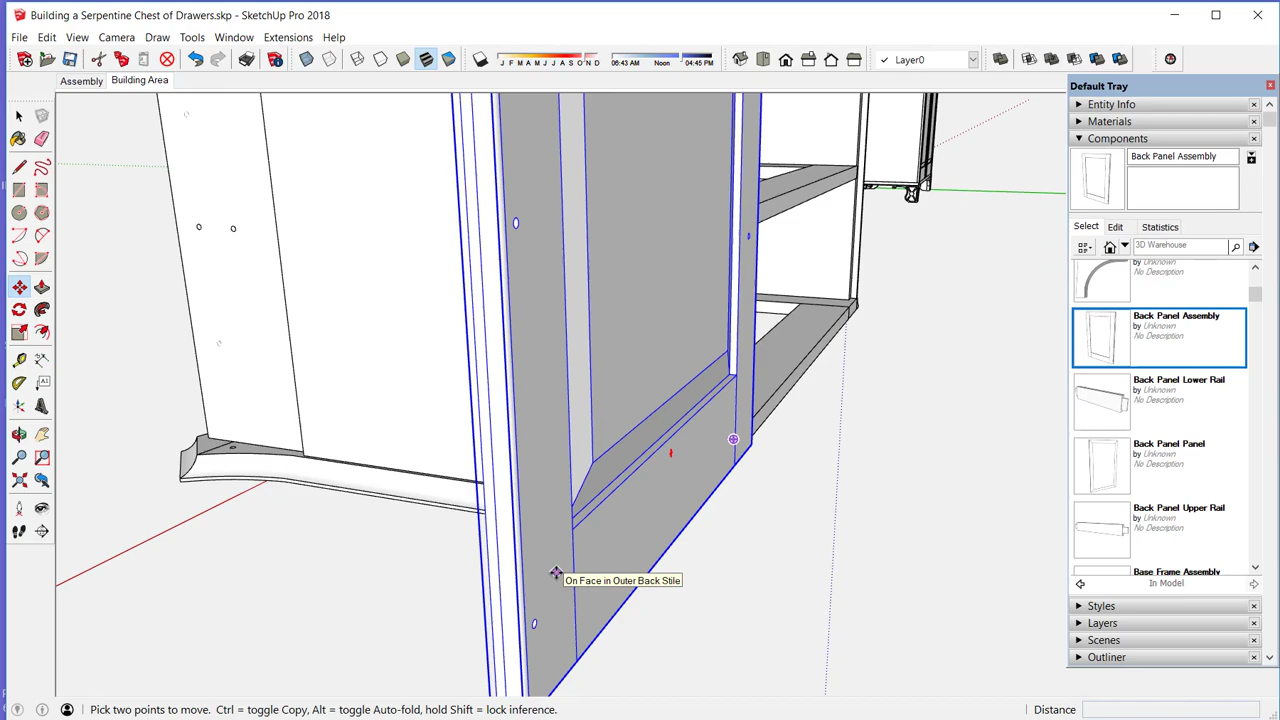 Building a Serpentine Chest of Drawers.skp - SketchUp Pro 2018
File Edit Camera Draw Tools Window Extensions Help
J F M A M J J A S O N D 06:43 AM Noon 04:45 PM
✓ Layer0
Assembly Building Area
Default Tray
Entity Info
Materials
Components
Back Panel Assembly
Select Edit Statistics
3D Warehouse
by Unknown
No Description
Back Panel Assembly
by Unknown
No Description
Back Panel Lower Rail
by Unknown
No Description
Back Panel Panel
by Unknown
No Description
Back Panel Upper Rail
by Unknown
No Description
Base Frame Assembly
In Model
Styles
Layers
Scenes
Outliner
On Face in Outer Back Stile
Pick two points to move. Ctrl = toggle Copy, Alt = toggle Auto-fold, hold Shift = lock inference.
Distance